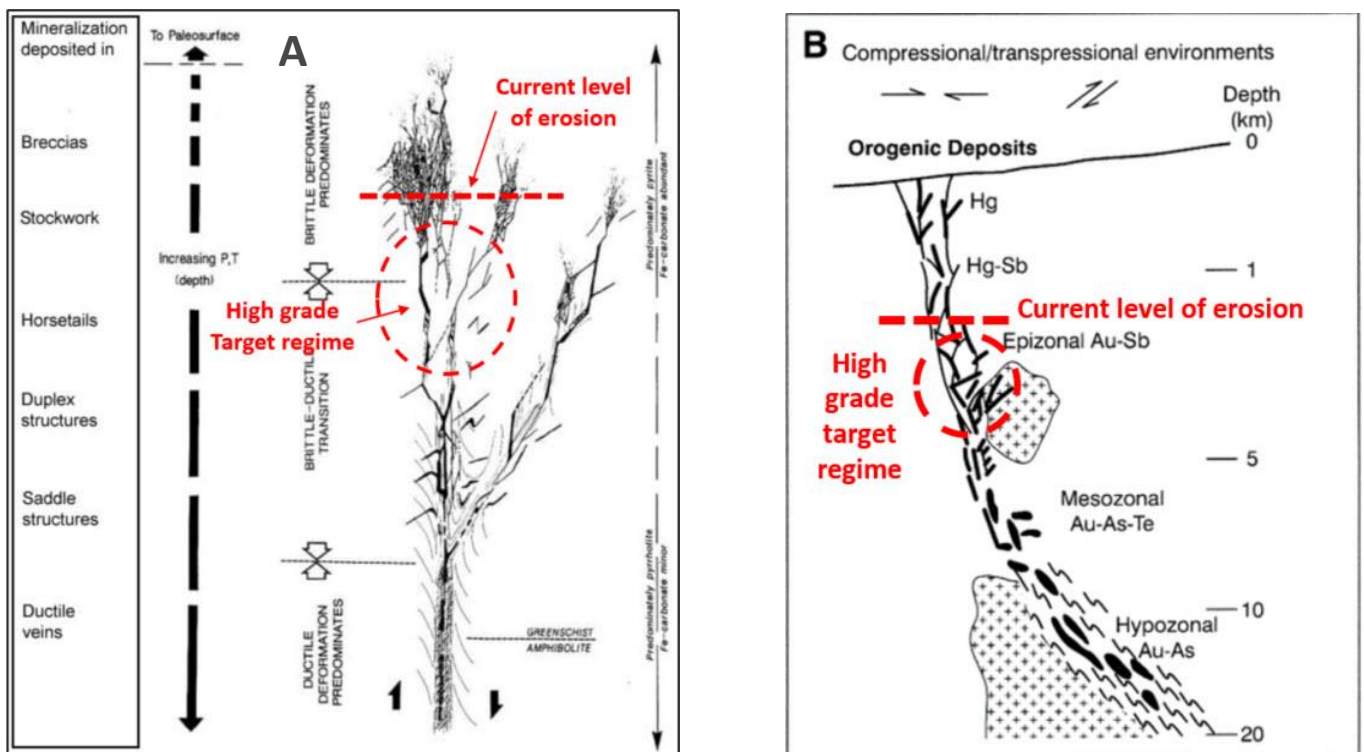 Mineralization
deposited in
Breccias
Stockwork
Horsetails
Duplex
structures
Saddle
structures
Ductile
veins
To Paleosurface
Increasing P,T
(depth)
A
BRITTLE DEFORMATION
PREDOMINATES
BRITTLE-DUCTILE
TRANSITION
DUCTILE
DEFORMATION
PREDOMINATES
Current level
of erosion
High grade
Target regime
GREENSCHIST
AMPHIBOLITE
Predominately pyrite
Fe-carbonate abundant
Predominately pyrrhotite
Fe-carbonate minor
B
Compressional/transpressional environments
Depth
(km)
0
Orogenic Deposits
Hg
Hg-Sb
1
Current level of erosion
Epizonal Au-Sb
High
grade
target
regime
5
Mesozonal
Au-As-Te
10
Hypozonal
Au-As
20